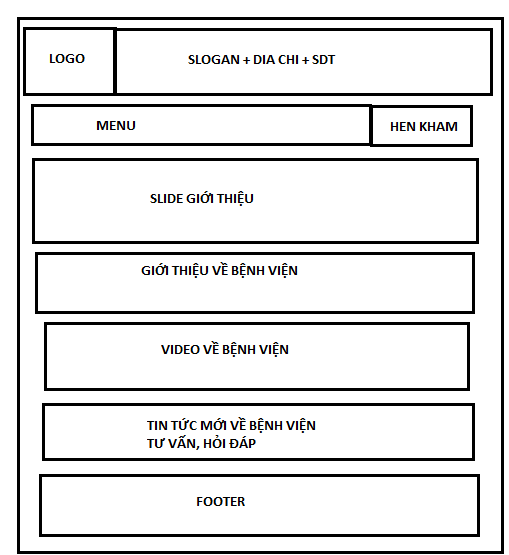 LOGO
SLOGAN + DIA CHI + SDT
MENU
HEN KHAM
SLIDE GIỚI THIỆU
GIỚI THIỆU VỀ BỆNH VIỆN
VIDEO VỀ BỆNH VIỆN
TIN TỨC MỚI VỀ BỆNH VIỆN
TƯ VẤN, HỎI ĐÁP
FOOTER